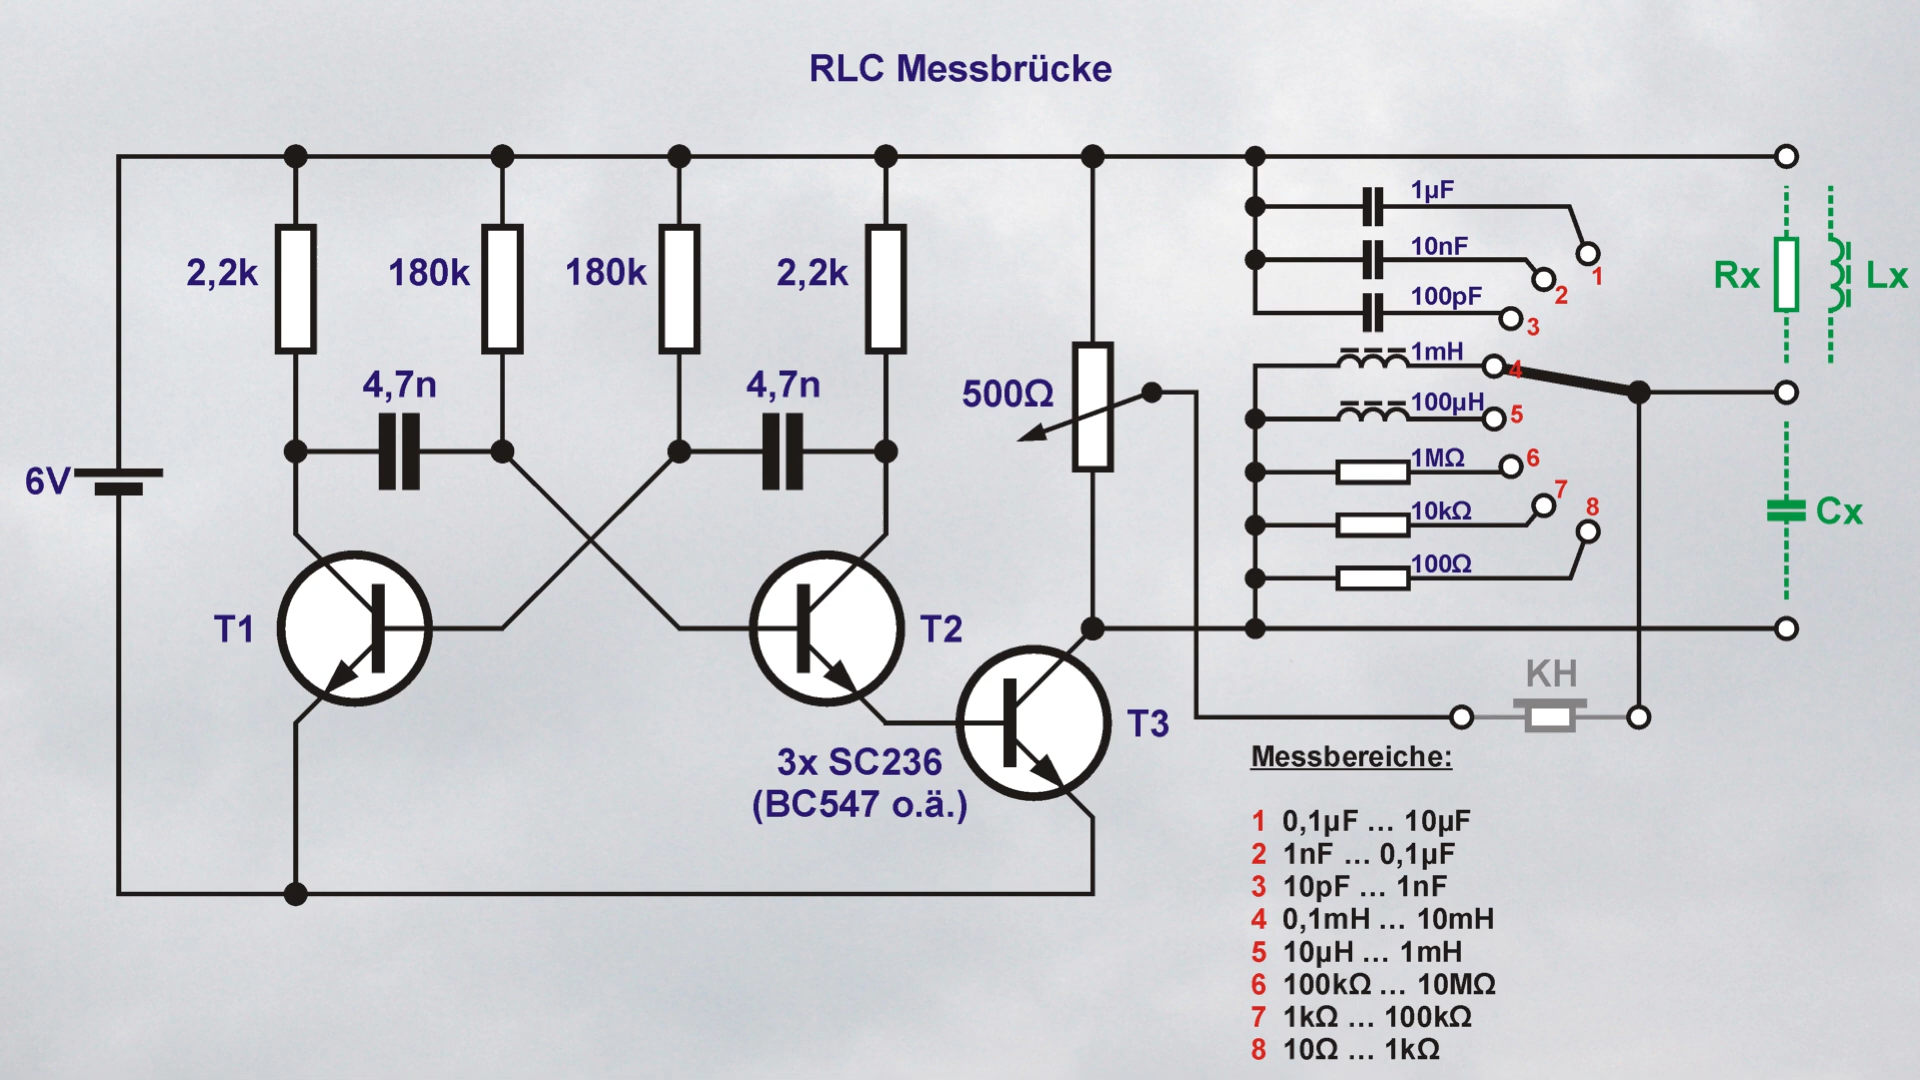 RLC Messbrücke
2,2k
180k
180k
2,2k
4,7n
4,7n
500Ω
6V
T1
T2
T3
3x SC236
(BC547 o.ä.)
1µF
1
10nF
2
100pF
3
1mH
4
100µH
5
1MΩ
6
10kΩ
7
100Ω
8
Rx
Lx
Cx
KH
Messbereiche:
1 0,1µF ... 10µF
2 1nF ... 0,1µF
3 10pF ... 1nF
4 0,1mH ... 10mH
5 10µH ... 1mH
6 100kΩ ... 10MΩ
7 1kΩ ... 100kΩ
8 10Ω ... 1kΩ